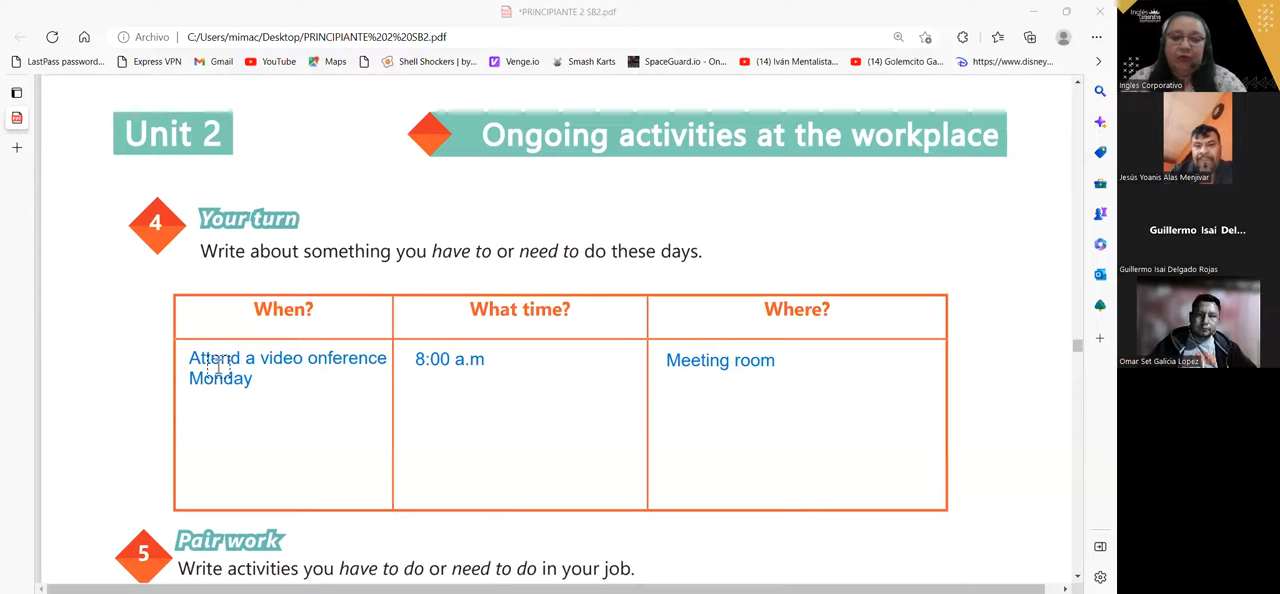 *PRINCIPIANTE 2 SB2.pdf
Archivo C:/Users/mimac/Desktop/PRINCIPIANTE%202%20SB2.pdf
LastPass password... Express VPN Gmail YouTube Maps Shell Shockers | by... Venge.io Smash Karts SpaceGuard.io - On... (14) Iván Mentalista... (14) Golemcito Ga... https://www.disney...
Unit 2
Ongoing activities at the workplace
4 Your turn
Write about something you have to or need to do these days.
When? What time? Where?
Attend a video onference 8:00 a.m Meeting room
Monday
5 Pair work
Write activities you have to do or need to do in your job.
Inglés
Corporativo
Ingles Corporativo
Jesús Yoanis Alas Menjivar
Guillermo Isai Del...
Guillermo Isai Delgado Rojas
Omar Set Galicia Lopez